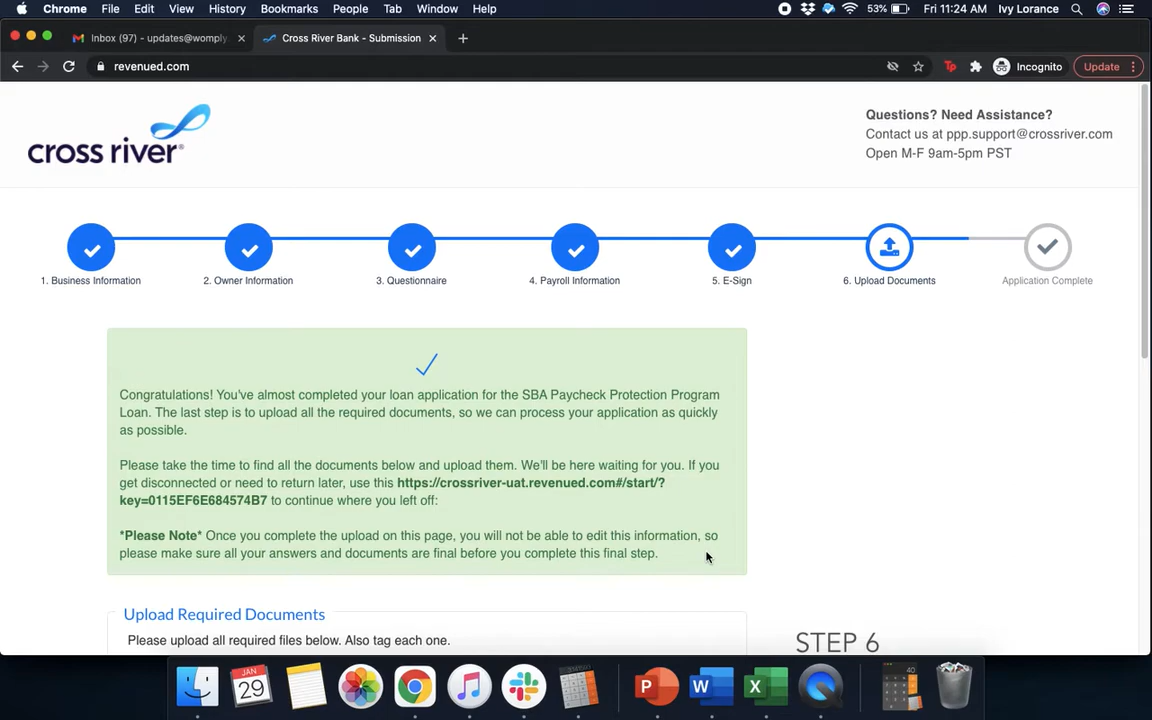 Chrome File Edit View History Bookmarks People Tab Window Help 53% Fri 11:24 AM Ivy Lorance
Inbox (97) - updates@womply. Cross River Bank - Submission
revenued.com Incognito Update
cross river
Questions? Need Assistance?
Contact us at ppp.support@crossriver.com
Open M-F 9am-5pm PST
1. Business Information 2. Owner Information 3. Questionnaire 4. Payroll Information 5. E-Sign 6. Upload Documents Application Complete
Congratulations! You've almost completed your loan application for the SBA Paycheck Protection Program
Loan. The last step is to upload all the required documents, so we can process your application as quickly
as possible.
Please take the time to find all the documents below and upload them. We'll be here waiting for you. If you
get disconnected or need to return later, use this https://crossriver-uat.revenued.com#/start/?
key=0115EF6E684574B7 to continue where you left off:
*Please Note* Once you complete the upload on this page, you will not be able to edit this information, so
please make sure all your answers and documents are final before you complete this final step.
Upload Required Documents
Please upload all required files below. Also tag each one.
STEP 6
JAN
29
P W X 40